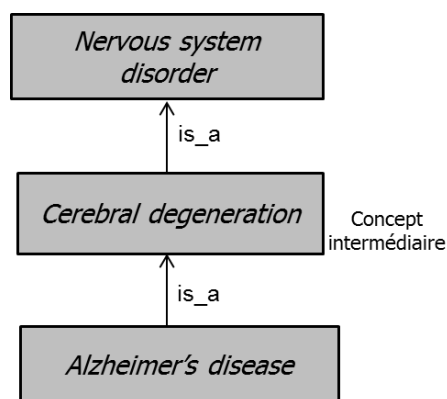 Nervous system
disorder
is_a
Cerebral degeneration
Concept
intermédiaire
is_a
Alzheimer's disease